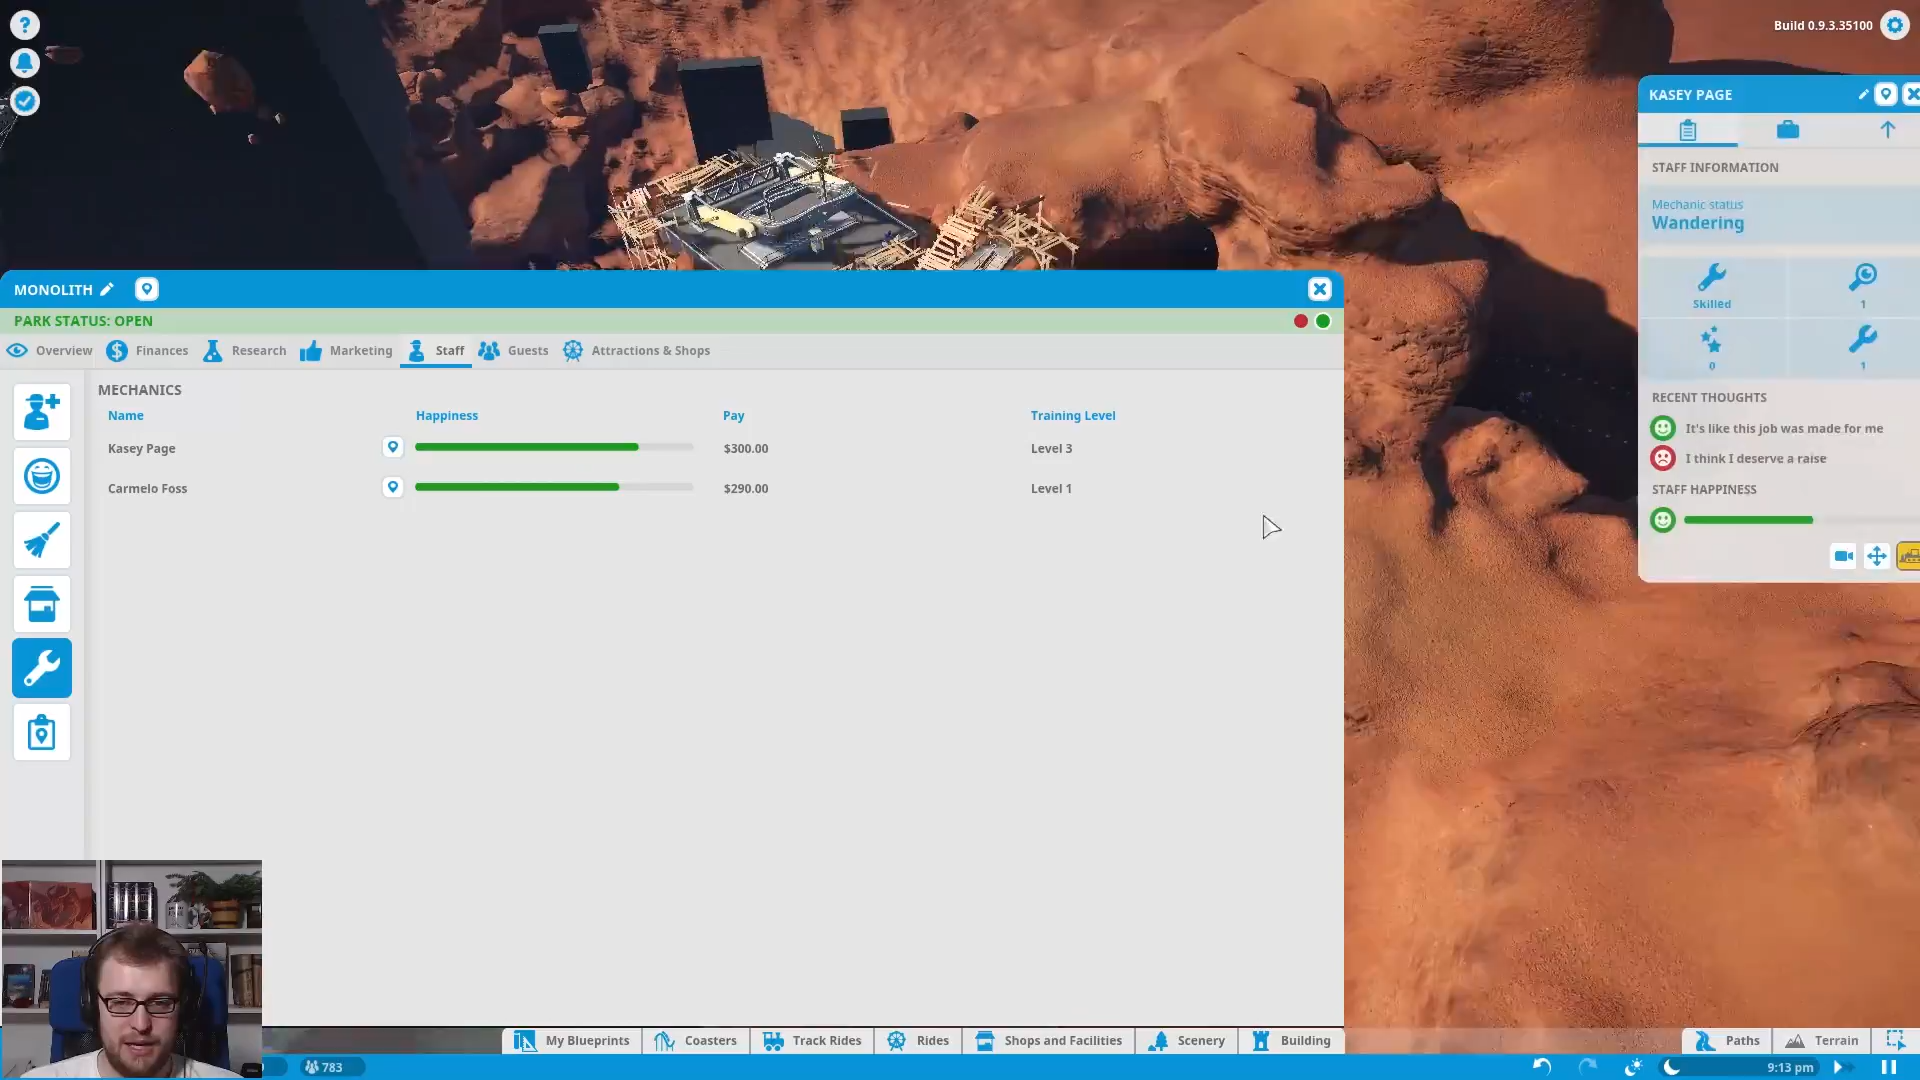 ?
Build 0.9.3.35100
KASEY PAGE
STAFF INFORMATION
Mechanic status
Wandering
Skilled
1
0
1
RECENT THOUGHTS
It's like this job was made for me
I think I deserve a raise
STAFF HAPPINESS
MONOLITH
PARK STATUS: OPEN
Overview
Finances
Research
Marketing
Staff
Guests
Attractions & Shops
MECHANICS
Name Happiness Pay Training Level
Kasey Page $300.00 Level 3
Carmelo Foss $290.00 Level 1
My Blueprints
Coasters
Track Rides
Rides
Shops and Facilities
Scenery
Building
Paths
Terrain
783
9:13 pm